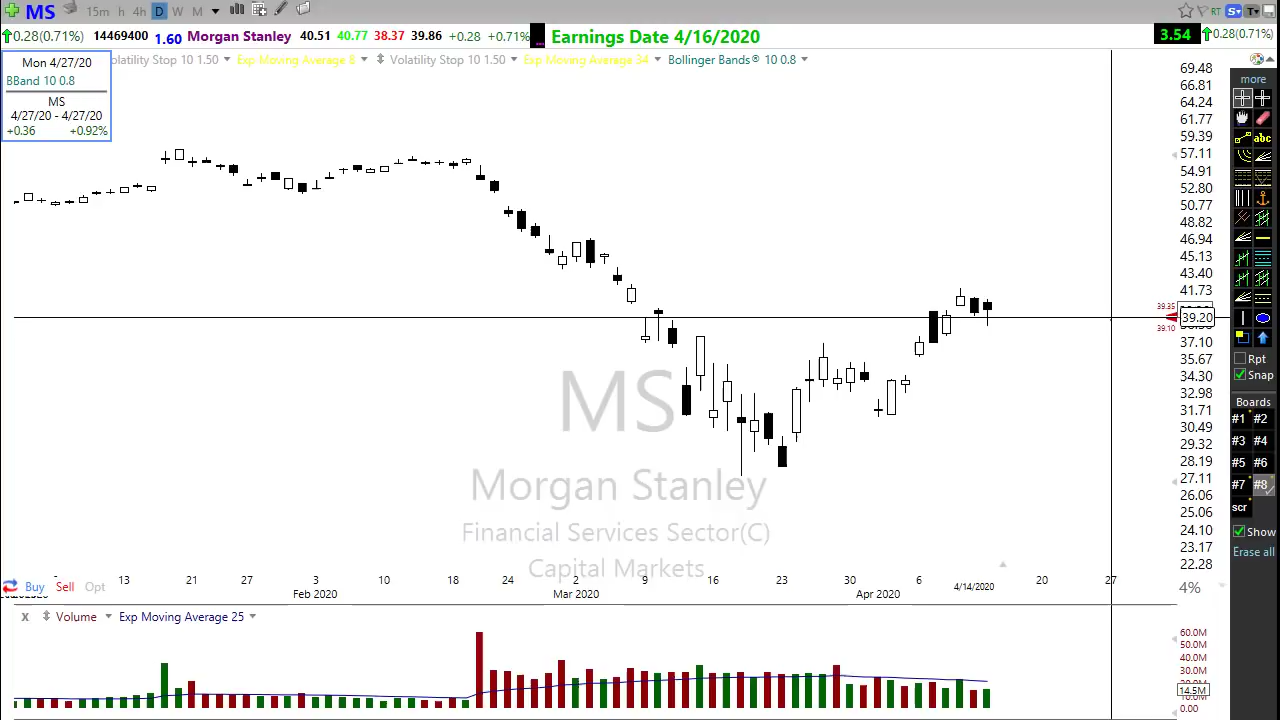 MS 15m h 4h D W M RT S T
0.28(0.71%) 14469400 1.60 Morgan Stanley 40.51 40.77 38.37 39.86 +0.28 +0.71% Earnings Date 4/16/2020 3.54 0.28(0.71%)
Mon 4/27/20
BBand 10 0.8
MS
4/27/20 - 4/27/20
+0.36 +0.92%
olatility Stop 10 1.50 Exp Moving Average 8 Volatility Stop 10 1.50 Exp Moving Average 34 Bollinger Bands® 10 0.8
69.48
66.81
64.24
61.77
59.39
57.11
54.91
52.80
50.77
48.82
46.94
45.13
43.40
41.73
39.35
39.20
39.10
37.10
35.67
34.30
32.98
31.71
30.49
29.32
28.19
27.11
26.06
25.06
24.10
23.17
22.28
4%
more
abc
Rpt
Snap
Boards
#1 #2
#3 #4
#5 #6
#7 #8
scr
Show
Erase all
MS
Morgan Stanley
Financial Services Sector(C)
Capital Markets
Buy Sell Opt
13 21 27 3 10 18 24 2 9 16 23 30 6 4/14/2020 20 27
Feb 2020 Mar 2020 Apr 2020
x Volume Exp Moving Average 25
60.0M
50.0M
40.0M
30.0M
20.0M
14.5M
0.00